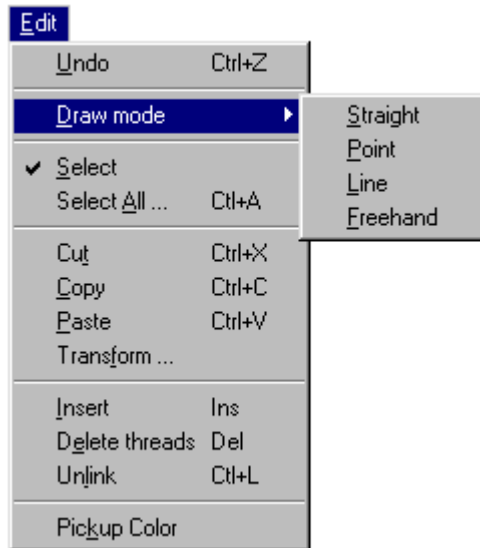 Edit
Undo Ctrl+Z
Draw mode
Straight
Point
Line
Freehand
Select
Select All ... Ctl+A
Cut Ctrl+X
Copy Ctrl+C
Paste Ctrl+V
Transform ...
Insert Ins
Delete threads Del
Unlink Ctl+L
Pickup Color